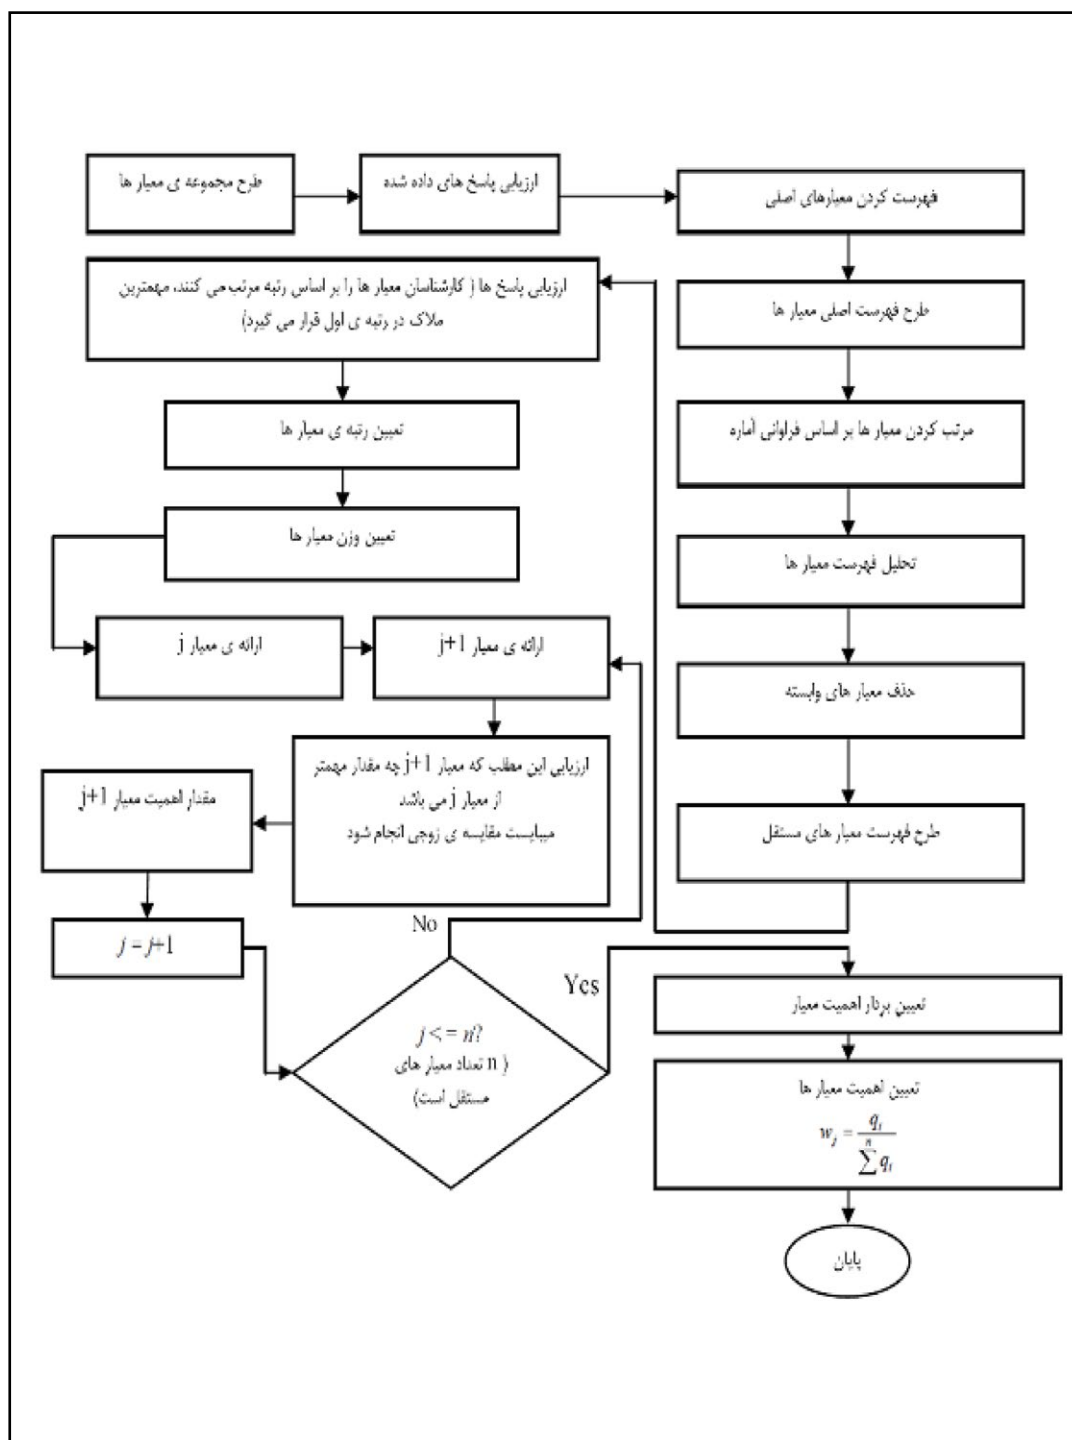 طرح مجموعه ی معیار ها
ارزیابی پاسخ های داده شده
فهرست کردن معیارهای اصلی
طرح فهرست اصلی معیار ها
مرتب کردن معیار ها بر اساس فراوانی آماره
تحلیل فهرست معیار ها
حذف معیار های وابسته
طرح فهرست معیار های مستقل
ارزیابی پاسخ ها ( کارشناسان معیار ها را بر اساس رتبه مرتب می کنند، مهمترین
ملاک در رتبه ی اول قرار می گیرد)
تعیین رتبه ی معیار ها
تعیین وزن معیار ها
ارائه ی معیار j
ارائه ی معیار j+1
ارزیابی این مطلب که معیار j+1 چه مقدار مهمتر
از معیار j می باشد
میبایست مقایسه ی زوجی انجام شود
مقدار اهمیت معیار j+1
j = j+1
j <= n?
( n تعداد معیار های
مستقل است)
No
Yes
تعیین بردار اهمیت معیار
تعیین اهمیت معیار ها
w_j = q_i / ∑^n q_i
پایان